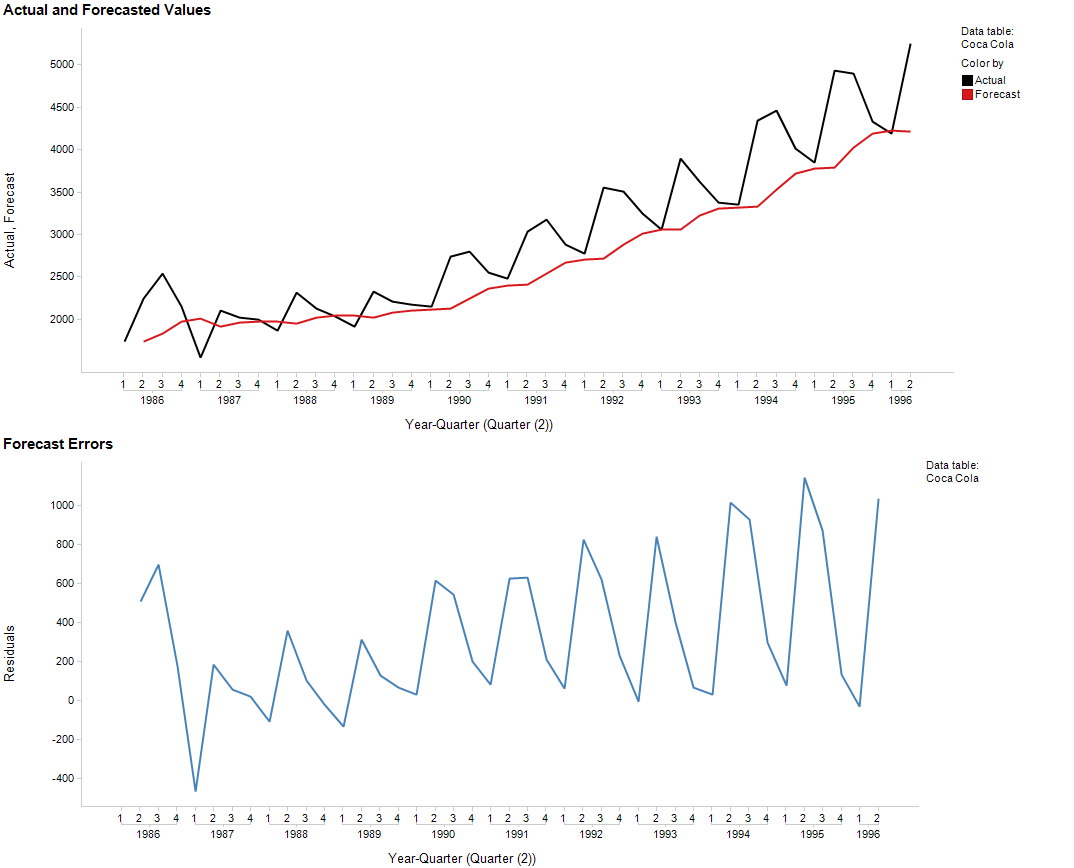 Actual and Forecasted Values
Data table:
Coca Cola
Color by
Actual
Forecast
5000
4500
4000
3500
3000
2500
2000
Actual, Forecast
1 2 3 4 1 2 3 4 1 2 3 4 1 2 3 4 1 2 3 4 1 2 3 4 1 2 3 4 1 2 3 4 1 2 3 4 1 2 3 4 1 2
1986 1987 1988 1989 1990 1991 1992 1993 1994 1995 1996
Year-Quarter (Quarter (2))
Forecast Errors
Data table:
Coca Cola
1000
800
600
400
200
0
-200
-400
Residuals
1 2 3 4 1 2 3 4 1 2 3 4 1 2 3 4 1 2 3 4 1 2 3 4 1 2 3 4 1 2 3 4 1 2 3 4 1 2 3 4 1 2
1986 1987 1988 1989 1990 1991 1992 1993 1994 1995 1996
Year-Quarter (Quarter (2))